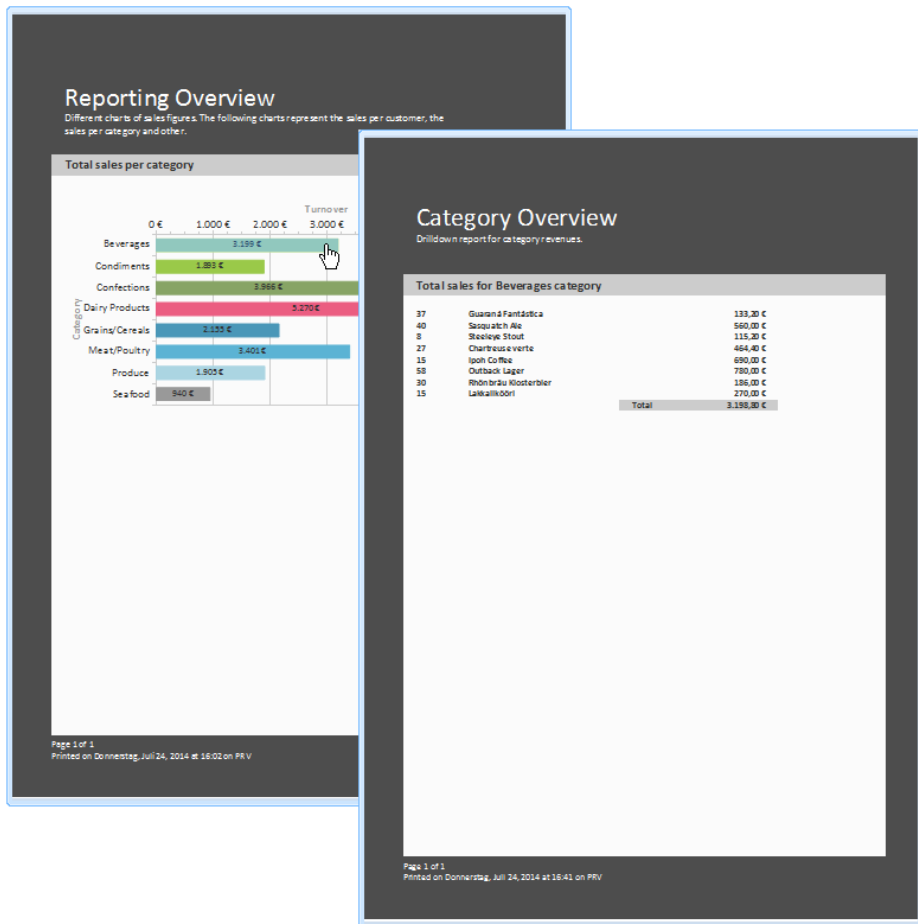 Reporting Overview
Different charts of sales figures. The following charts represent the sales per customer, the
sales per category and other.
Total sales per category
Turnover
0 € 1.000 € 2.000 € 3.000 €
Category
Beverages 3.199 €
Condiments 1.893 €
Confections 3.966 €
Dairy Products 5.270 €
Grains/Cereals 2.155 €
Meat/Poultry 3.401 €
Produce 1.905 €
Seafood 940 €
Page 1 of 1
Printed on Donnerstag, Juli 24, 2014 at 16:02 on PRV
Category Overview
Drilldown report for category revenues.
Total sales for Beverages category
37 Guaraná Fantástica 133,20 €
40 Sasquatch Ale 560,00 €
8 Steeleye Stout 115,20 €
27 Chartreuse verte 464,40 €
15 Ipoh Coffee 690,00 €
58 Outback Lager 780,00 €
30 Rhönbräu Klosterbier 186,00 €
15 Lakkalikööri 270,00 €
Total 3.198,80 €
Page 1 of 1
Printed on Donnerstag, Juli 24, 2014 at 16:41 on PRV